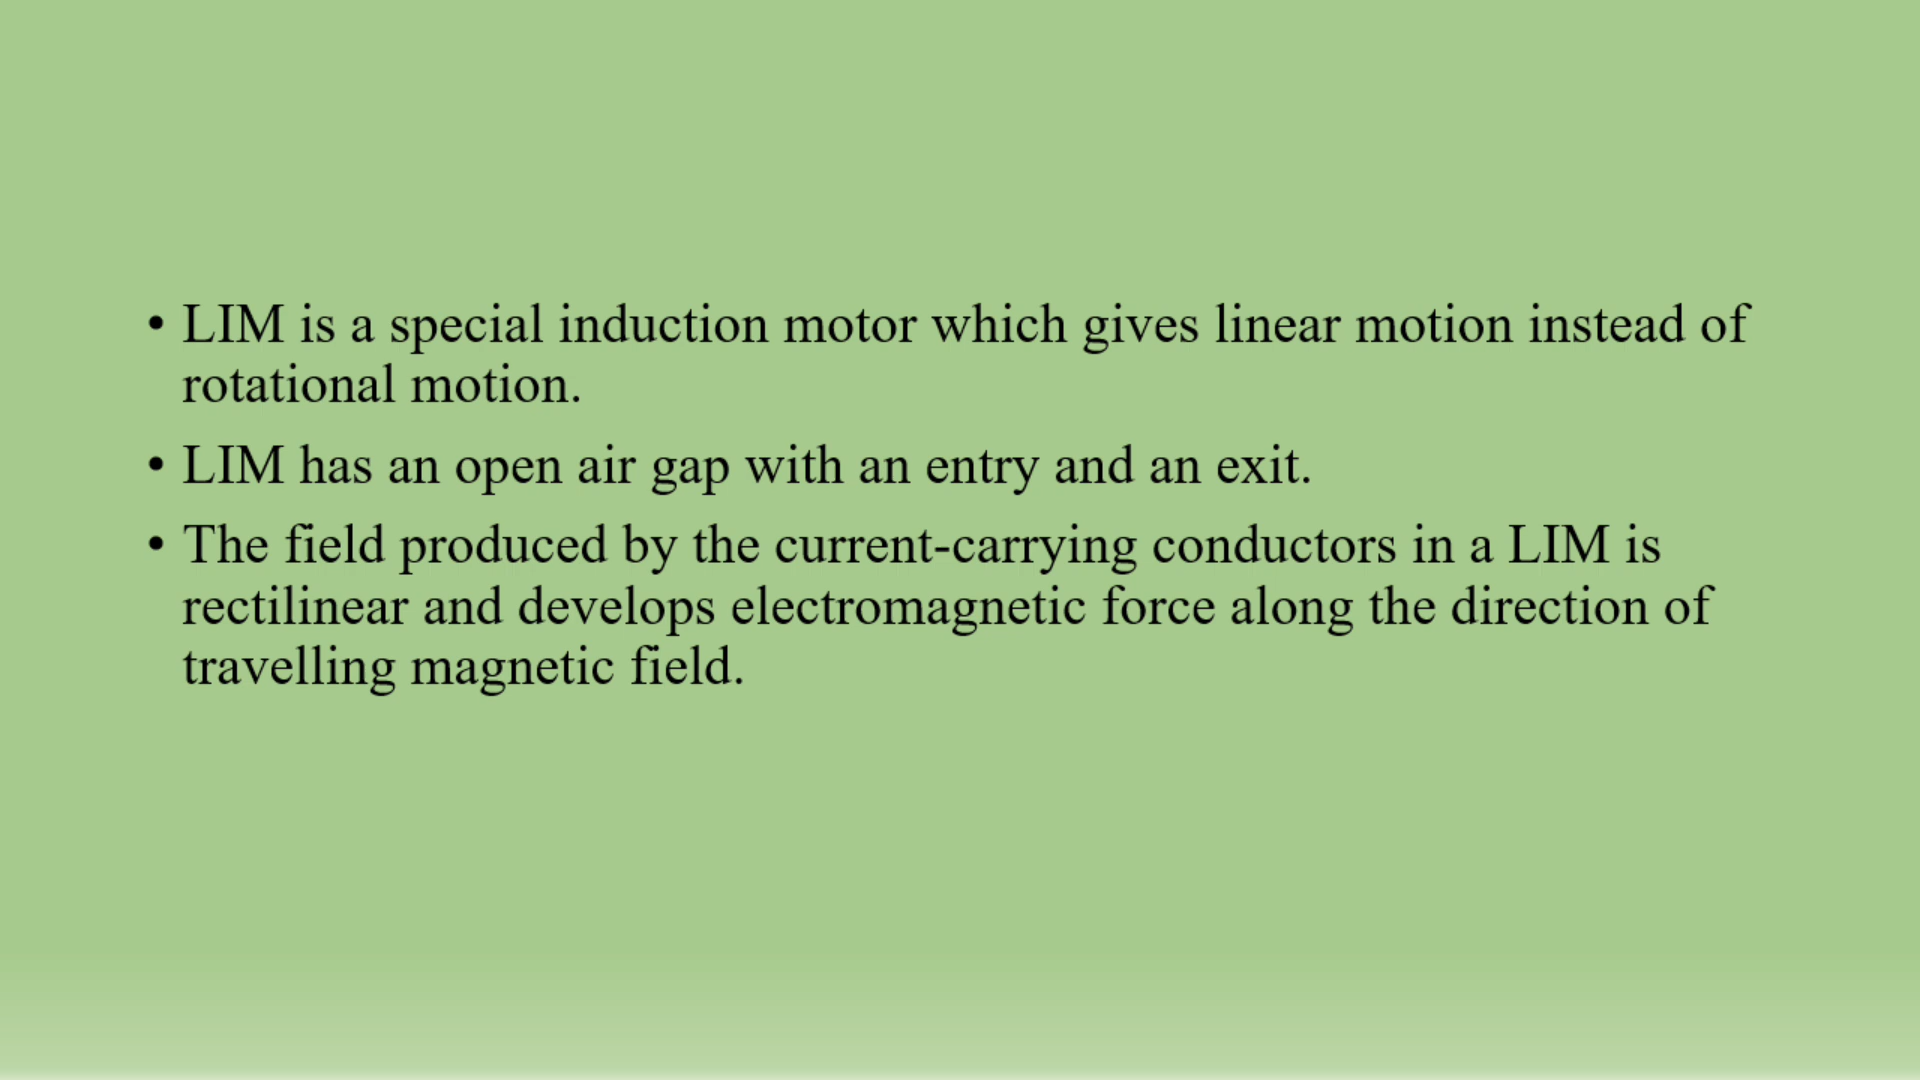 • LIM is a special induction motor which gives linear motion instead of
rotational motion.
• LIM has an open air gap with an entry and an exit.
• The field produced by the current-carrying conductors in a LIM is
rectilinear and develops electromagnetic force along the direction of
travelling magnetic field.